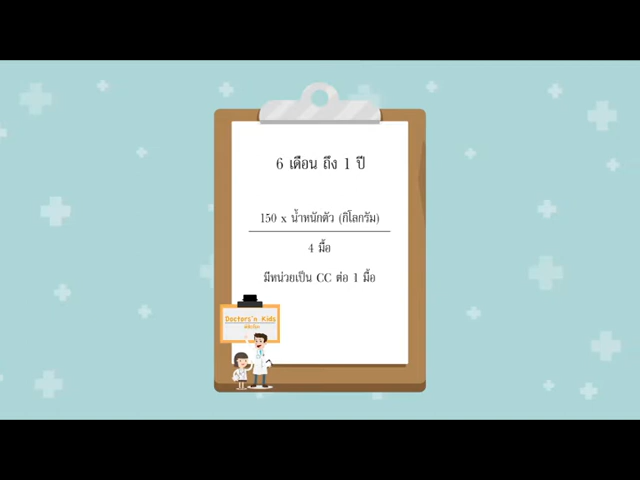 6 เดือน ถึง 1 ปี
150 x น้ำหนักตัว (กิโลกรัม)
4 มื้อ
มีหน่วยเป็น CC ต่อ 1 มื้อ
Doctors'n Kids